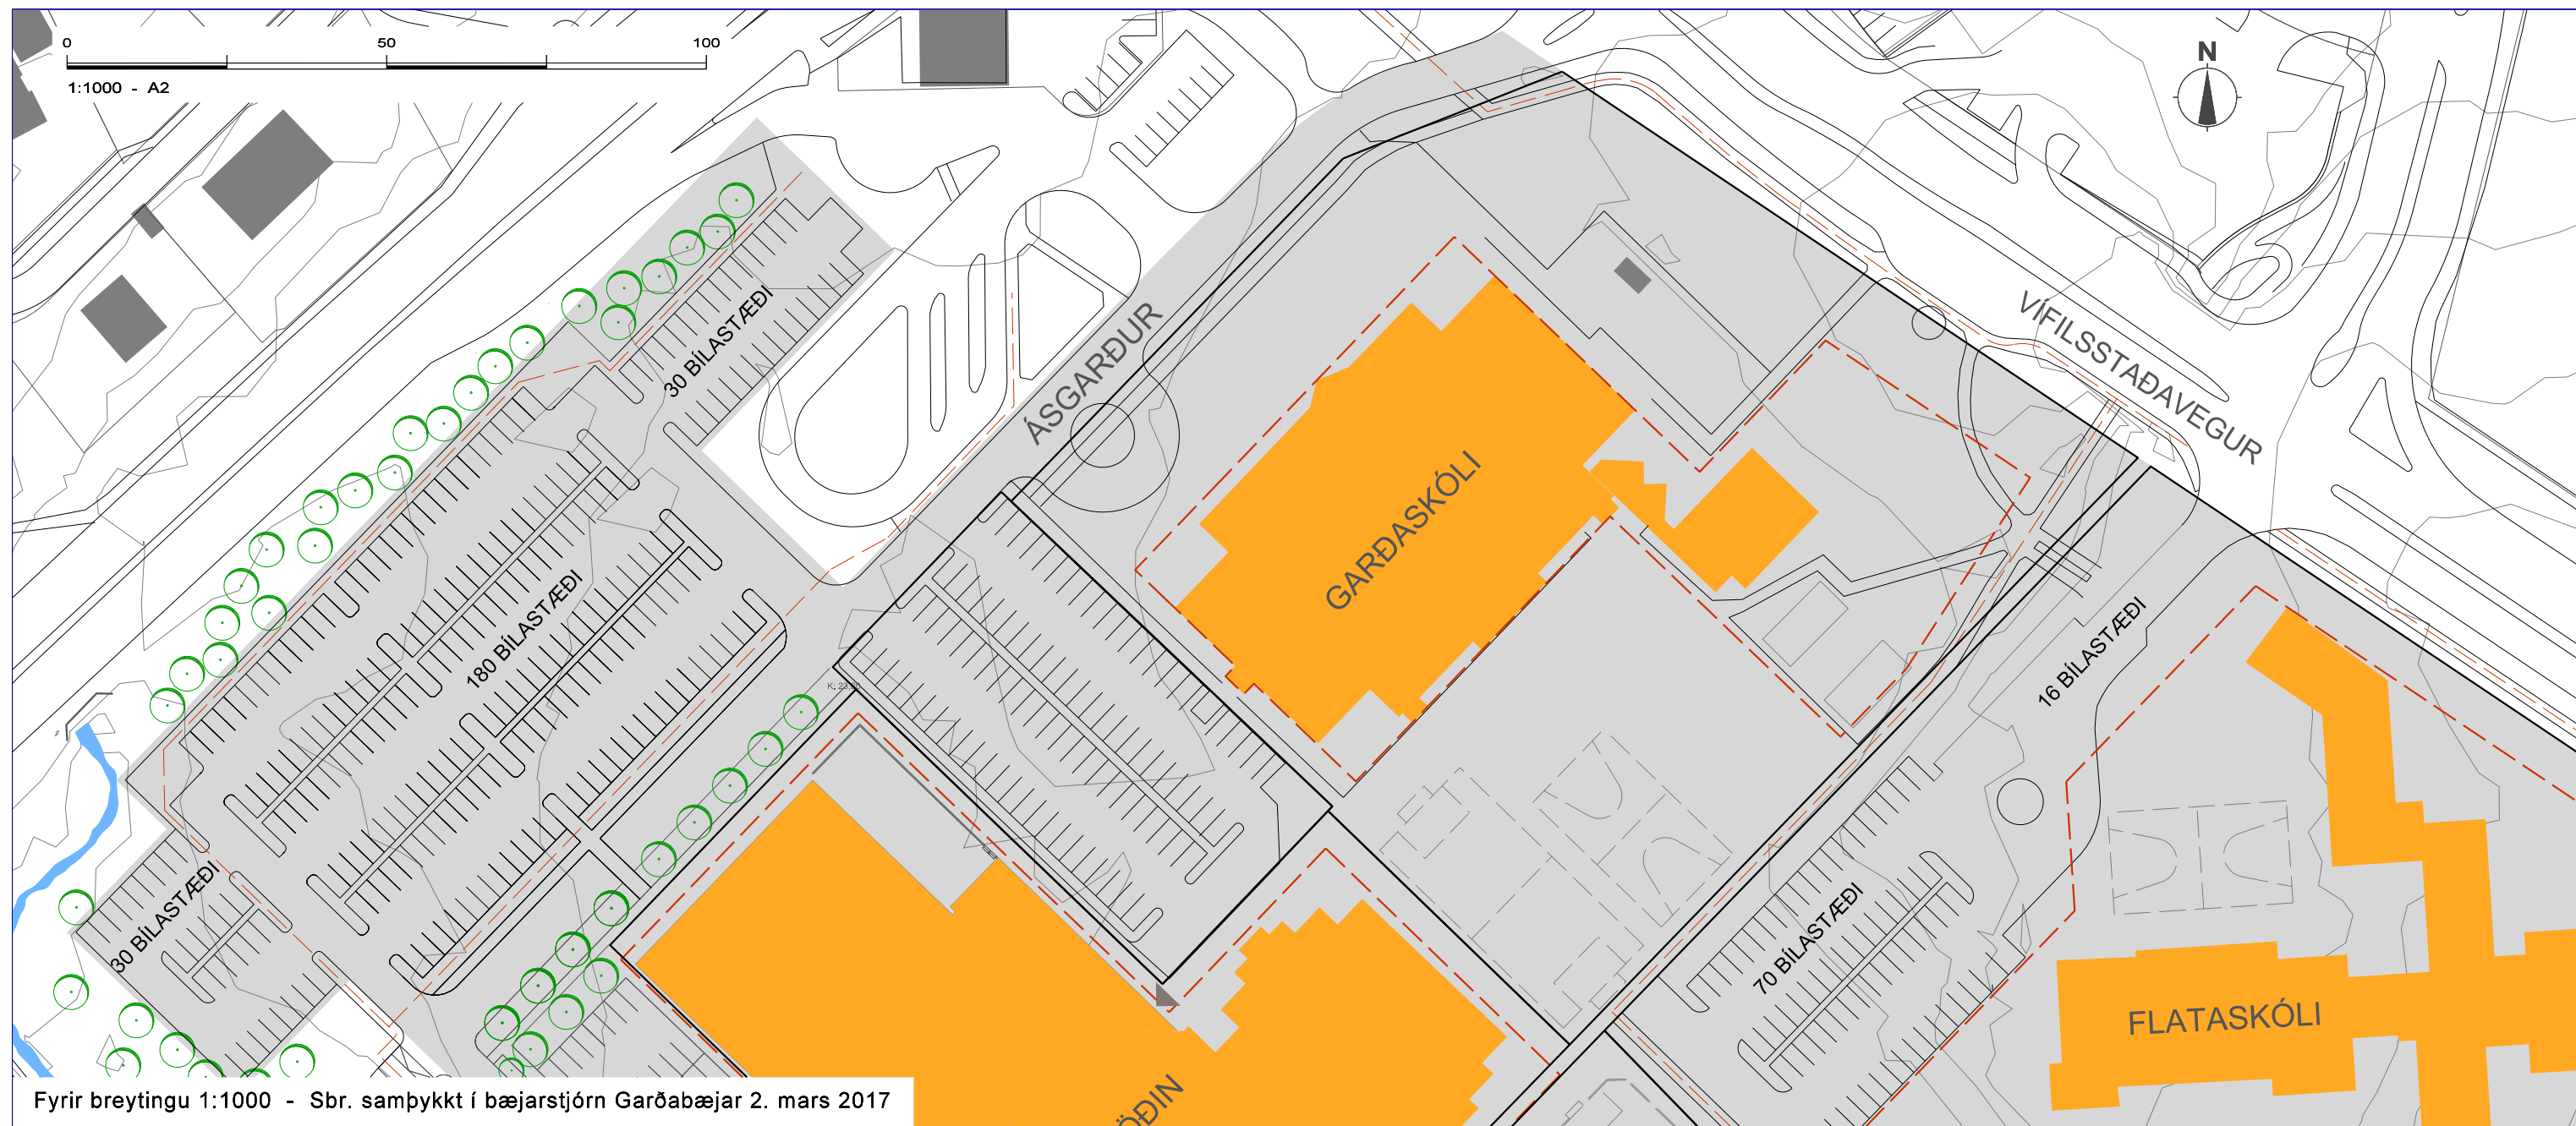 0 50 100
1:1000 - A2
N
30 BÍLASTÆÐI
ÁSGARÐUR
VÍFILSSTAÐAVEGUR
GARÐASKÓLI
180 BÍLASTÆÐI
16 BÍLASTÆÐI
30 BÍLASTÆÐI
70 BÍLASTÆÐI
FLATASKÓLI
ÖÐIN
Fyrir breytingu 1:1000 - Sbr. samþykkt í bæjarstjórn Garðabæjar 2. mars 2017